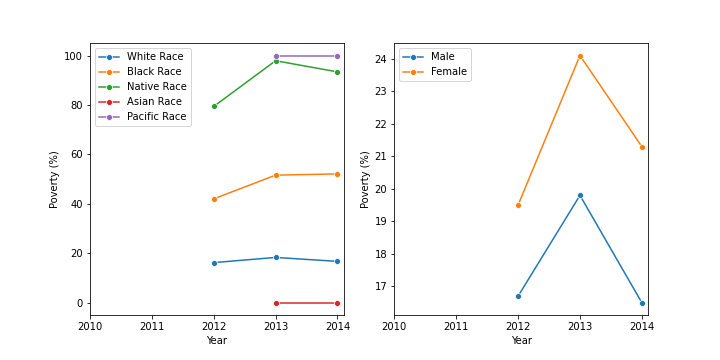 100
80
60
40
20
0
Poverty (%)
White Race
Black Race
Native Race
Asian Race
Pacific Race
2010 2011 2012 2013 2014
Year
24
23
22
21
20
19
18
17
Poverty (%)
Male
Female
2010 2011 2012 2013 2014
Year